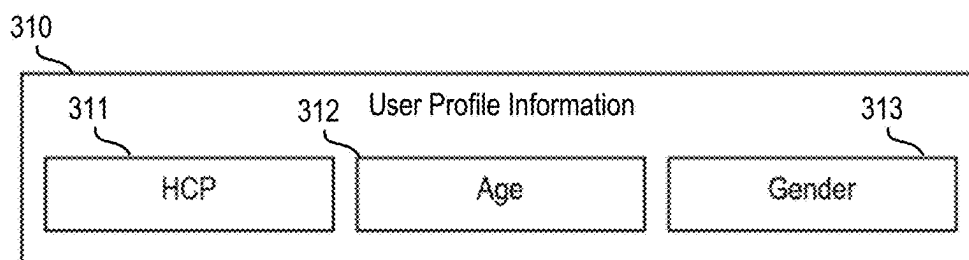 310
User Profile Information
311
312
313
HCP
Age
Gender